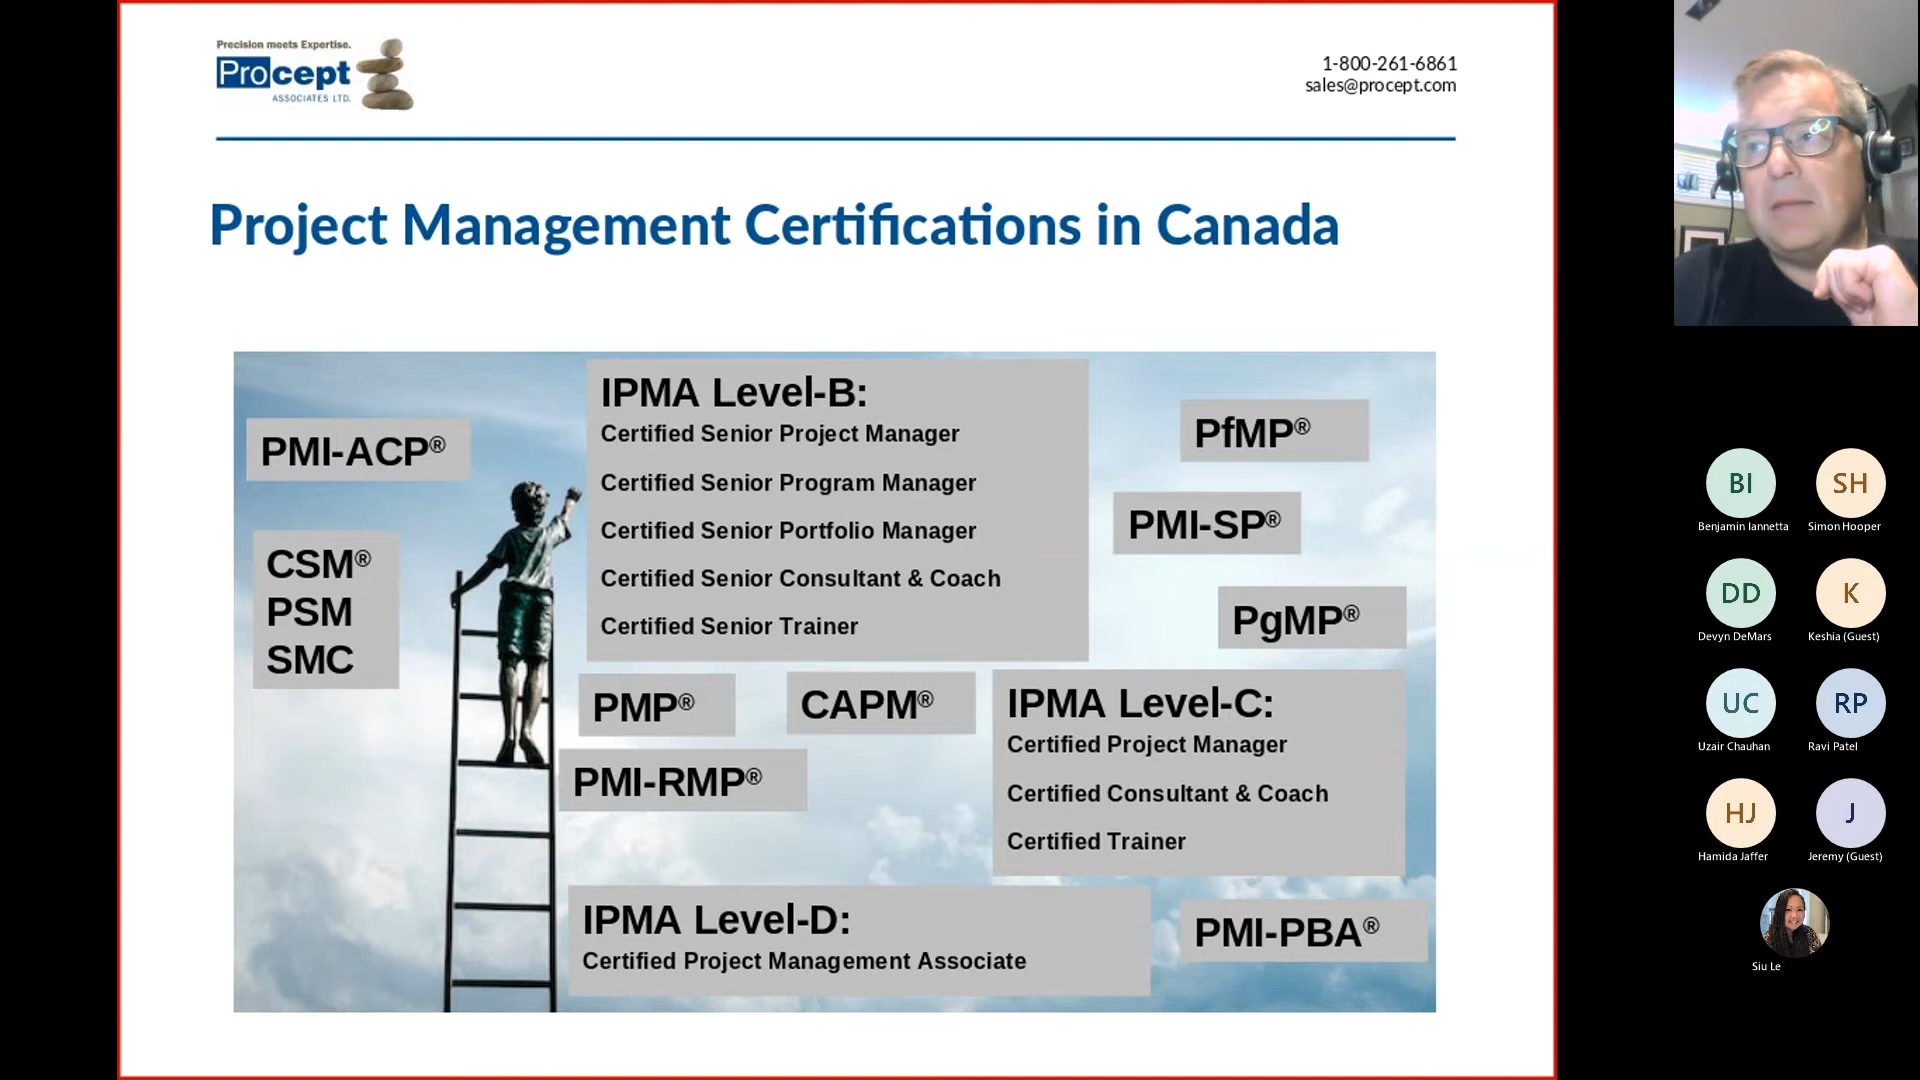 Precision meets Expertise.
Procept
ASSOCIATES LTD.
1-800-261-6861
sales@procept.com
Project Management Certifications in Canada
PMI-ACP®
CSM®
PSM
SMC
IPMA Level-B:
Certified Senior Project Manager
Certified Senior Program Manager
Certified Senior Portfolio Manager
Certified Senior Consultant & Coach
Certified Senior Trainer
PfMP®
PMI-SP®
PgMP®
PMP®
CAPM®
PMI-RMP®
IPMA Level-C:
Certified Project Manager
Certified Consultant & Coach
Certified Trainer
IPMA Level-D:
Certified Project Management Associate
PMI-PBA®
BI
SH
Benjamin Iannetta
Simon Hooper
DD
K
Devyn DeMars
Keshia (Guest)
UC
RP
Uzair Chauhan
Ravi Patel
HJ
J
Hamida Jaffer
Jeremy (Guest)
Siu Le